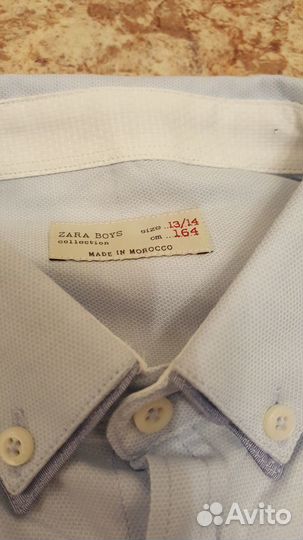 ZARA BOYS size..13/14
collection cm..164
MADE IN MOROCCO
Avito